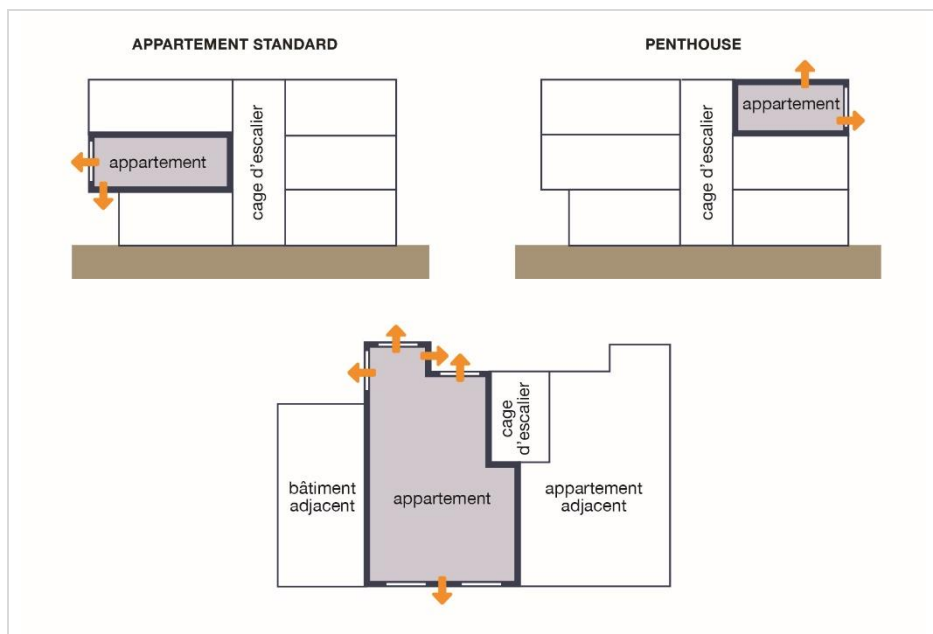 APPARTEMENT STANDARD
PENTHOUSE
appartement
cage d'escalier
appartement
cage d'escalier
cage
d'escalier
bâtiment
adjacent
appartement
appartement
adjacent